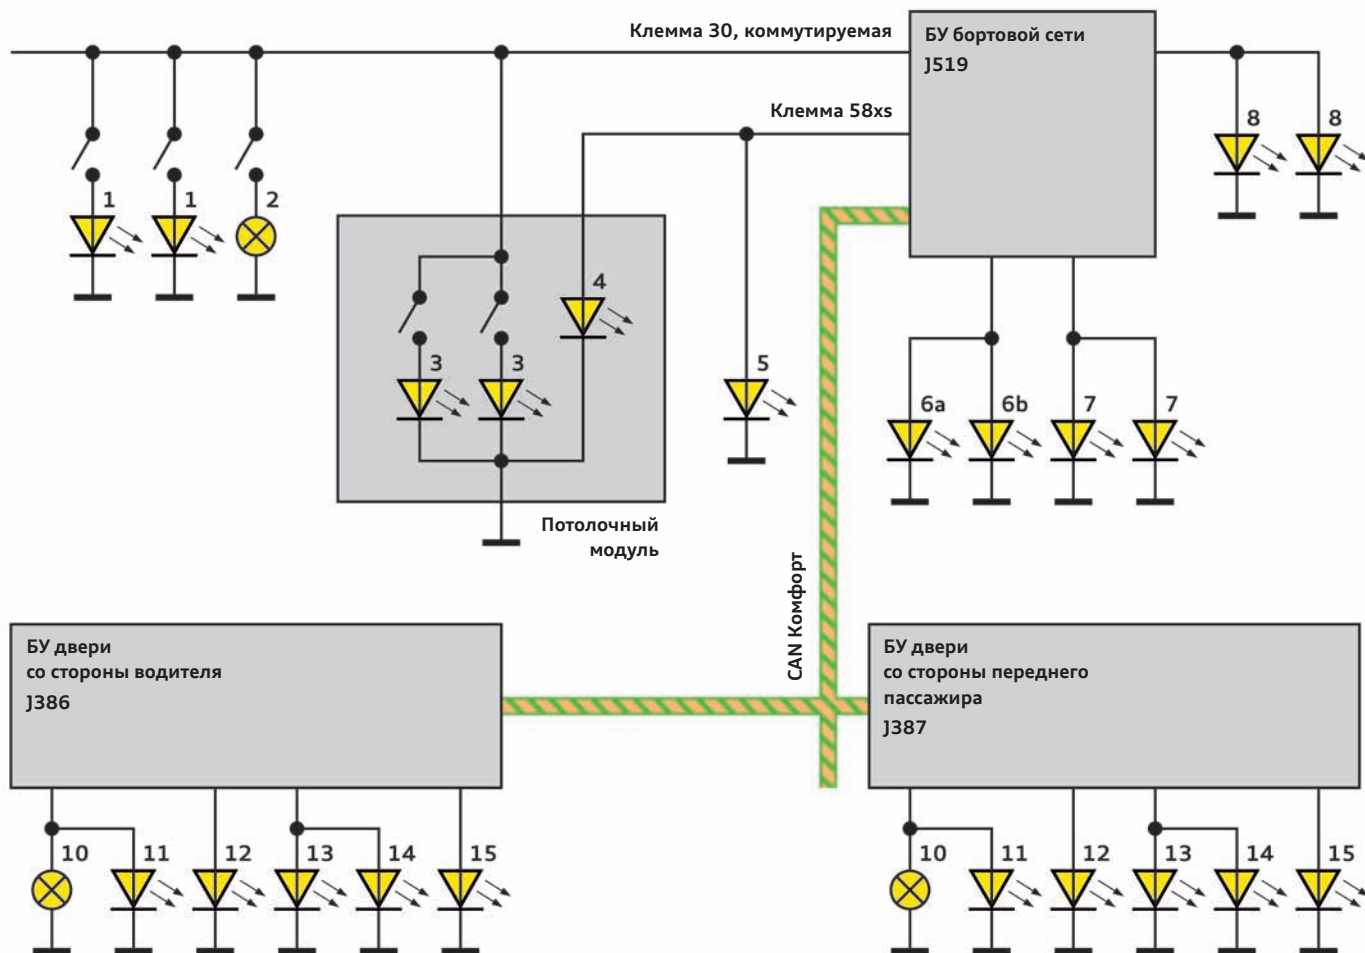 Клемма 30, коммутируемая
БУ бортовой сети
J519
Клемма 58xs
8 8
1 1 2
4
3 3
5
6a 6b 7 7
Потолочный
модуль
CAN Комфорт
БУ двери
со стороны водителя
J386
БУ двери
со стороны переднего
пассажира
J387
10 11 12 13 14 15
10 11 12 13 14 15